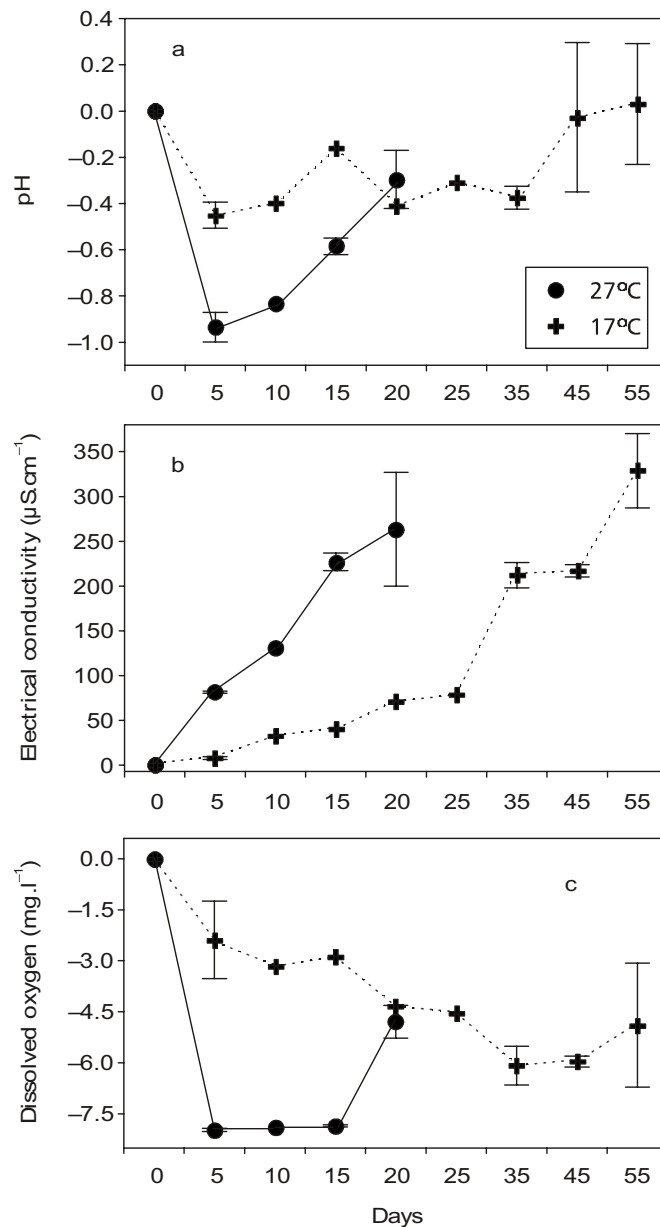 a
0.4
0.2
0.0
–0.2
–0.4
–0.6
–0.8
–1.0
pH
27ºC
17ºC
0 5 10 15 20 25 35 45 55
b
350
300
250
200
150
100
50
0
Electrical conductivity (µS.cm⁻¹)
0 5 10 15 20 25 35 45 55
c
0.0
–1.5
–3.0
–4.5
–6.0
–7.5
Dissolved oxygen (mg.l⁻¹)
0 5 10 15 20 25 35 45 55
Days